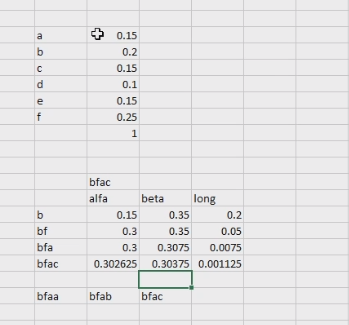 a 0.15
b 0.2
c 0.15
d 0.1
e 0.15
f 0.25
1
bfac
alfa beta long
b 0.15 0.35 0.2
bf 0.3 0.35 0.05
bfa 0.3 0.3075 0.0075
bfac 0.302625 0.30375 0.001125
bfaa bfab bfac